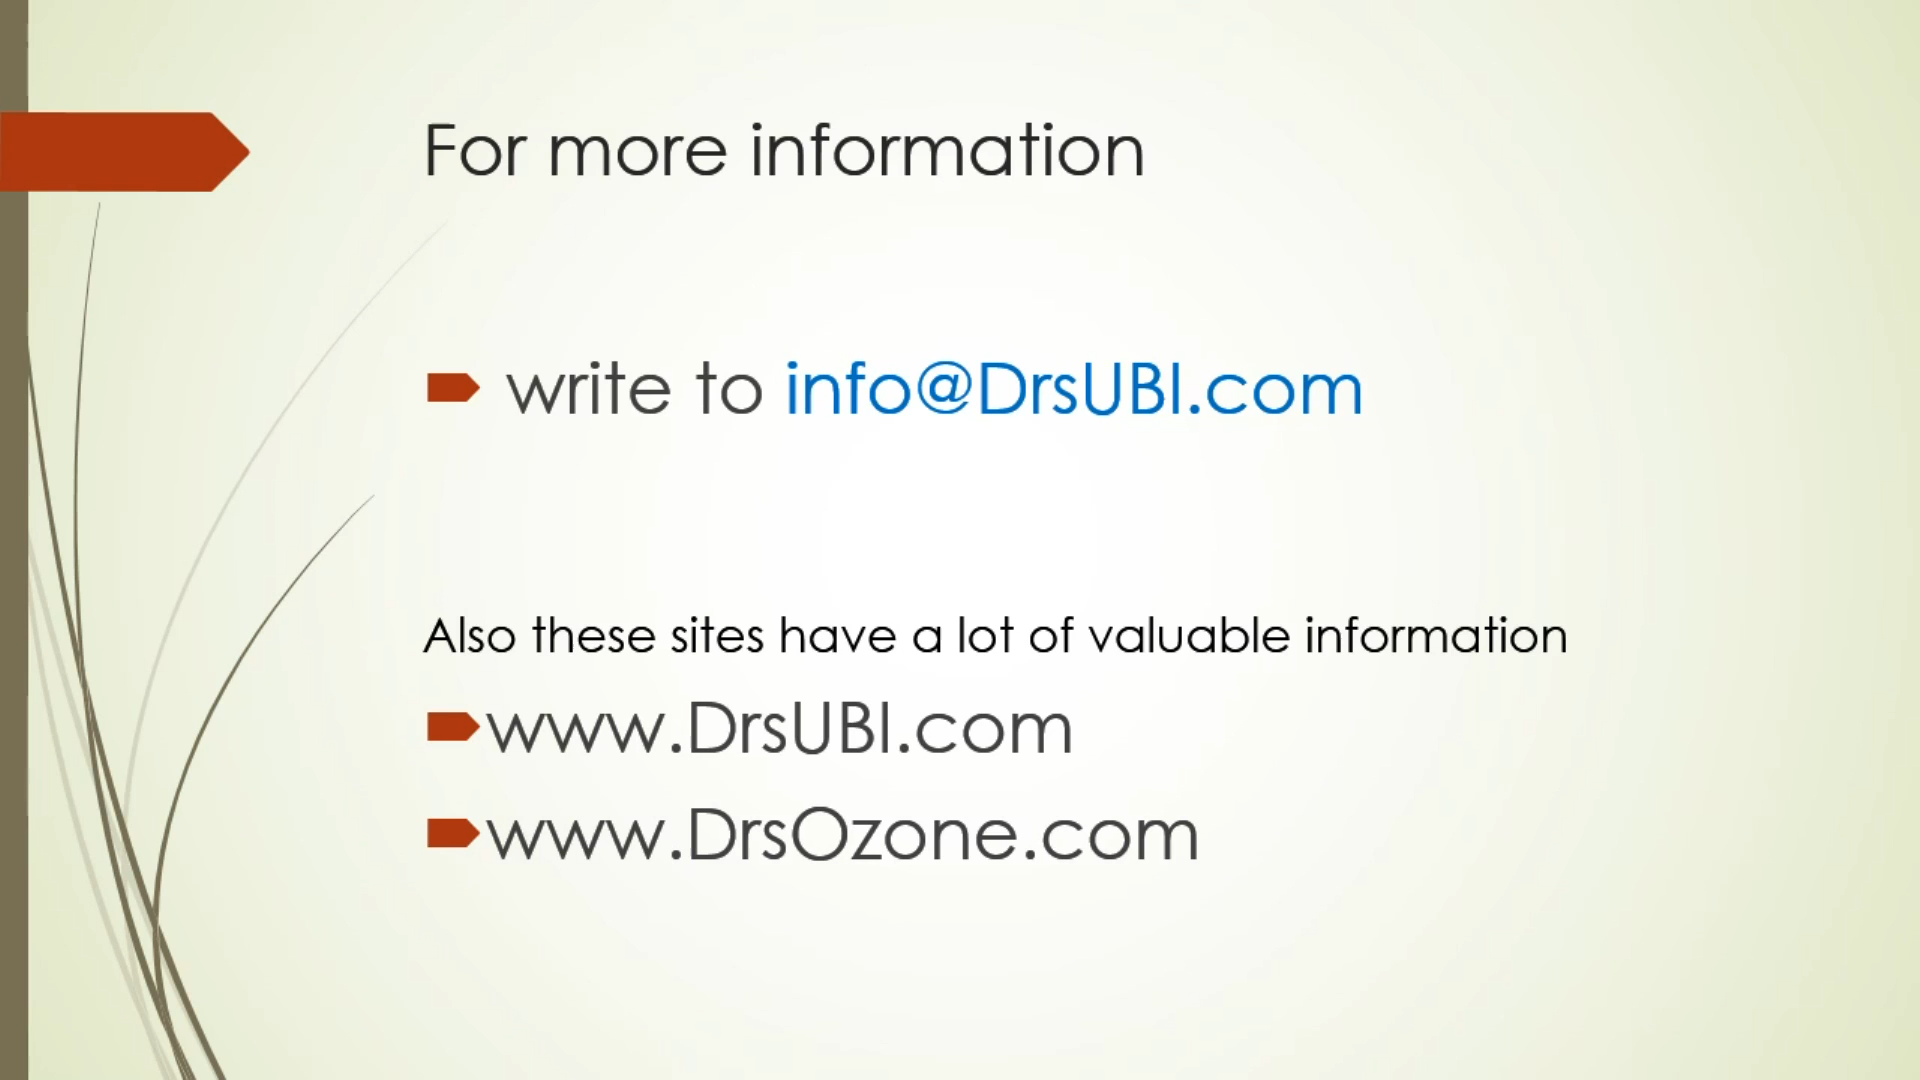 For more information
write to info@DrsUBI.com
Also these sites have a lot of valuable information
www.DrsUBI.com
www.DrsOzone.com